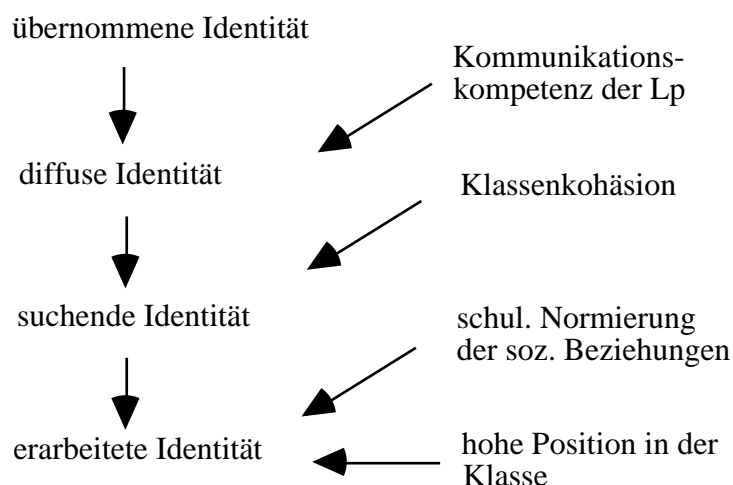 übernommene Identität
Kommunikations-
kompetenz der Lp
diffuse Identität
Klassenkohäsion
suchende Identität
schul. Normierung
der soz. Beziehungen
erarbeitete Identität
hohe Position in der
Klasse